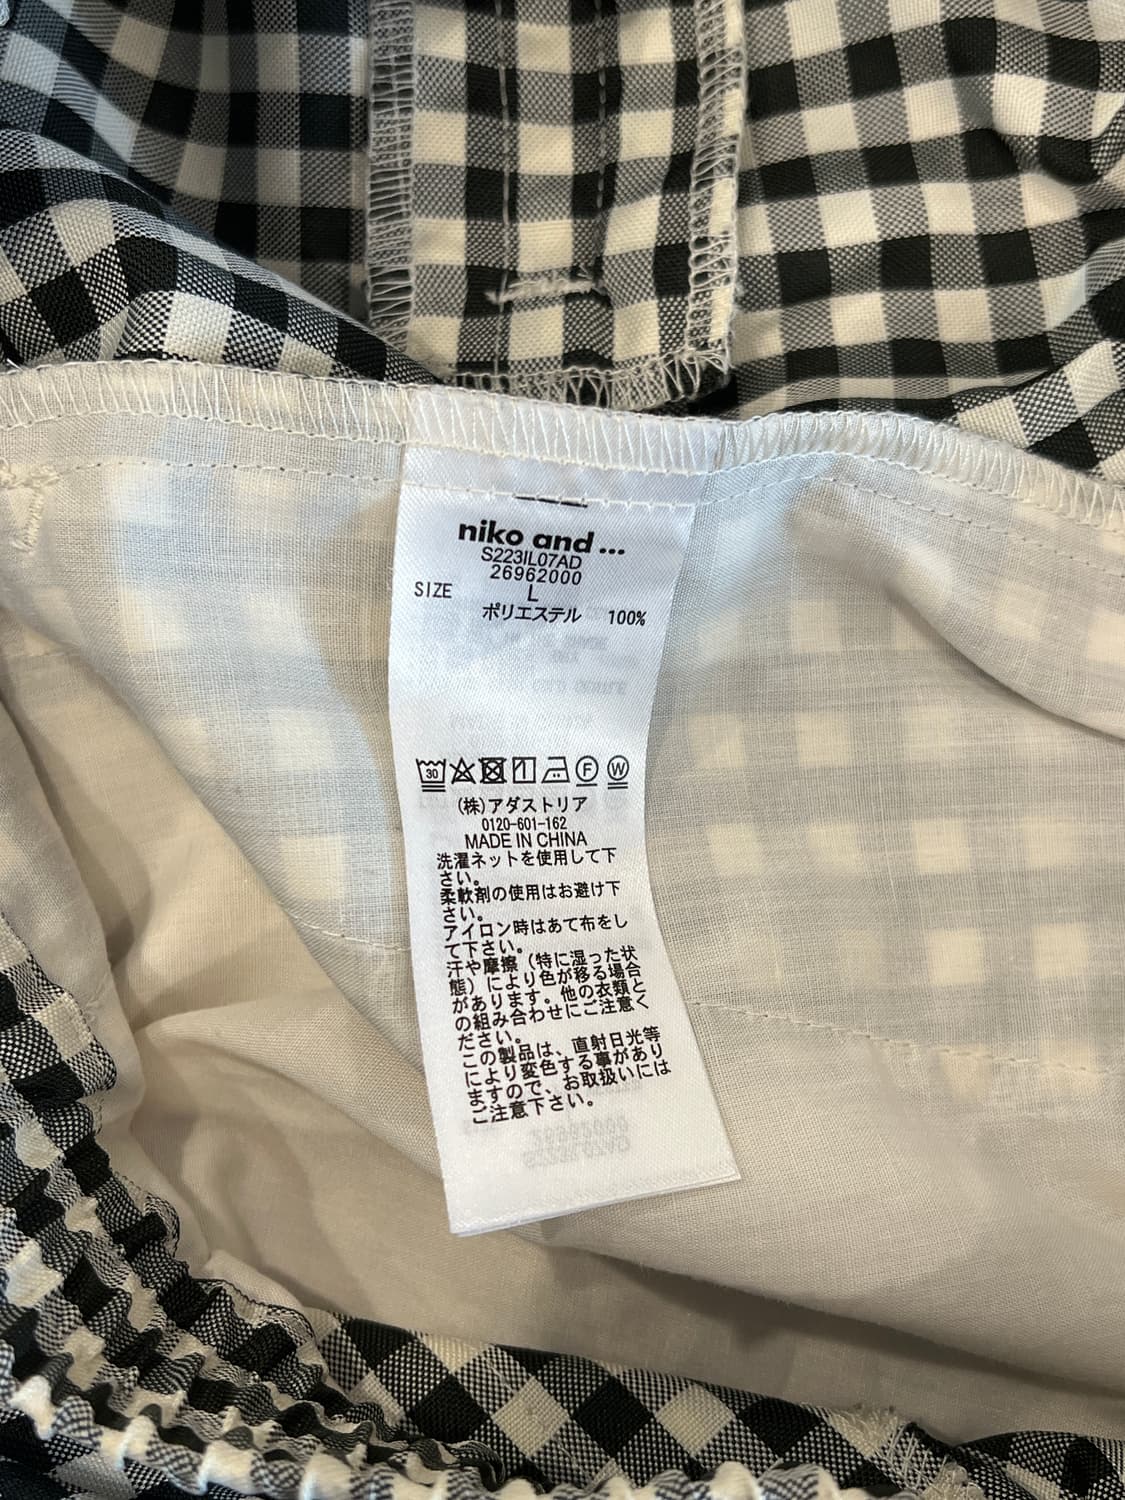 niko and ...
S223IL07AD
26962000
SIZE L
ポリエステル 100%
30 F W
(株)アダストリア
0120-601-162
MADE IN CHINA
洗濯ネットを使用して下
さい。
柔軟剤の使用はお避け下
さい。
アイロン時はあて布をし
て下さい。
汗や摩擦(特に湿った状
態)により色が移る場合
があります。他の衣類と
の組み合わせにご注意く
ださい。
この製品は、直射日光等
により変色する事があり
ますので、お取扱いには
ご注意下さい。